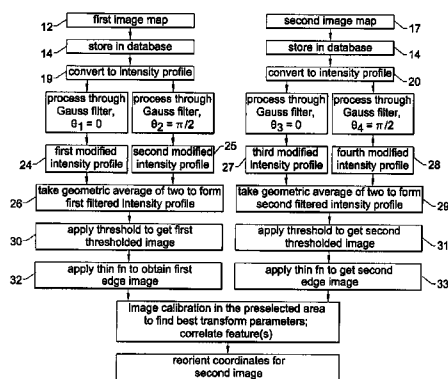 12
first image map
14
store in database
19
convert to intensity profile
process through
Gauss filter,
θ1 = 0
process through
Gauss filter,
θ2 = π/2
24
first modified
intensity profile
25
second modified
intensity profile
26
take geometric average of two to form
first filtered intensity profile
30
apply threshold to get first
thresholded image
32
apply thin fn to obtain first
edge image
second image map
17
store in database
14
convert to intensity profile
20
process through
Gauss filter,
θ3 = 0
process through
Gauss filter,
θ4 = π/2
27
third modified
intensity profile
fourth modified
intensity profile
28
take geometric average of two to form
second filtered intensity profile
29
apply threshold to get second
thresholded image
31
apply thin fn to get second
edge image
33
image calibration in the preselected area
to find best transform parameters;
correlate feature(s)
reorient coordinates for
second image